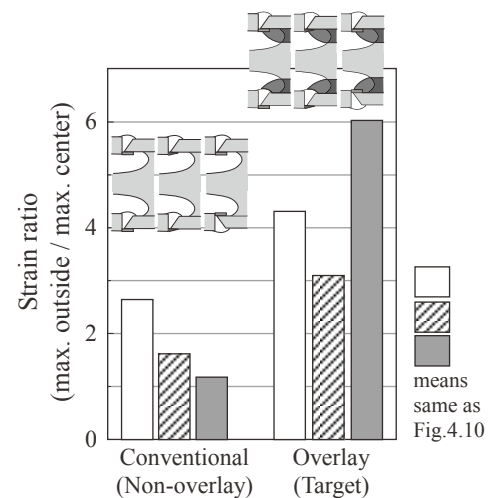 Strain ratio
(max. outside / max. center)
6
4
2
0
Conventional
(Non-overlay)
Overlay
(Target)
means
same as
Fig.4.10